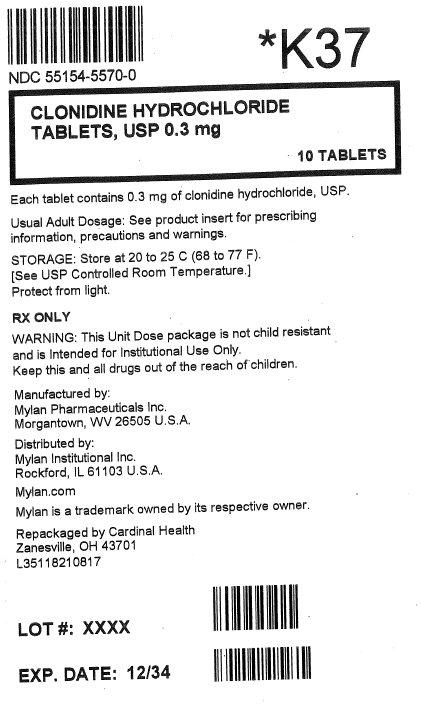 *K37
NDC 55154-5570-0
CLONIDINE HYDROCHLORIDE
TABLETS, USP 0.3 mg
10 TABLETS
Each tablet contains 0.3 mg of clonidine hydrochloride, USP.
Usual Adult Dosage: See product insert for prescribing
information, precautions and warnings.
STORAGE: Store at 20 to 25 C (68 to 77 F).
[See USP Controlled Room Temperature.]
Protect from light.
RX ONLY
WARNING: This Unit Dose package is not child resistant
and is Intended for Institutional Use Only.
Keep this and all drugs out of the reach of children.
Manufactured by:
Mylan Pharmaceuticals Inc.
Morgantown, WV 26505 U.S.A.
Distributed by:
Mylan Institutional Inc.
Rockford, IL 61103 U.S.A.
Mylan.com
Mylan is a trademark owned by its respective owner.
Repackaged by Cardinal Health
Zanesville, OH 43701
L35118210817
LOT #: XXXX
EXP. DATE: 12/34